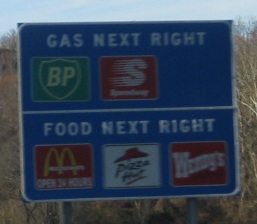 GAS NEXT RIGHT
BP
Speedway
FOOD NEXT RIGHT
OPEN 24 HOURS
Pizza
Hut
Wendy's